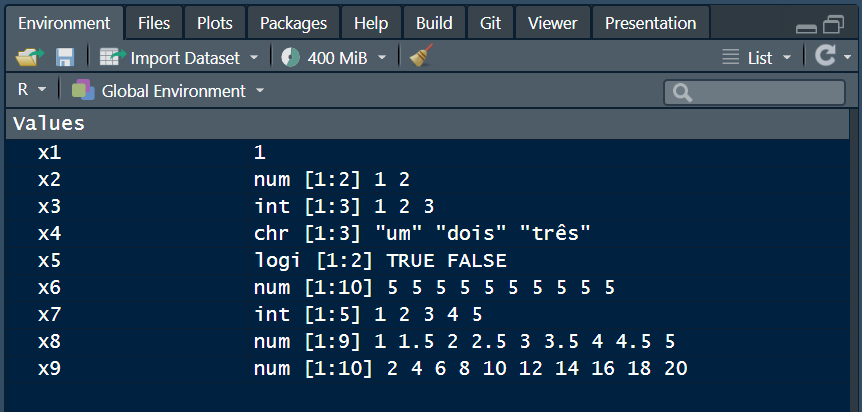 Environment Files Plots Packages Help Build Git Viewer Presentation
Import Dataset 400 MiB List
R Global Environment
Values
x1 1
x2 num [1:2] 1 2
x3 int [1:3] 1 2 3
x4 chr [1:3] "um" "dois" "três"
x5 logi [1:2] TRUE FALSE
x6 num [1:10] 5 5 5 5 5 5 5 5 5 5
x7 int [1:5] 1 2 3 4 5
x8 num [1:9] 1 1.5 2 2.5 3 3.5 4 4.5 5
x9 num [1:10] 2 4 6 8 10 12 14 16 18 20